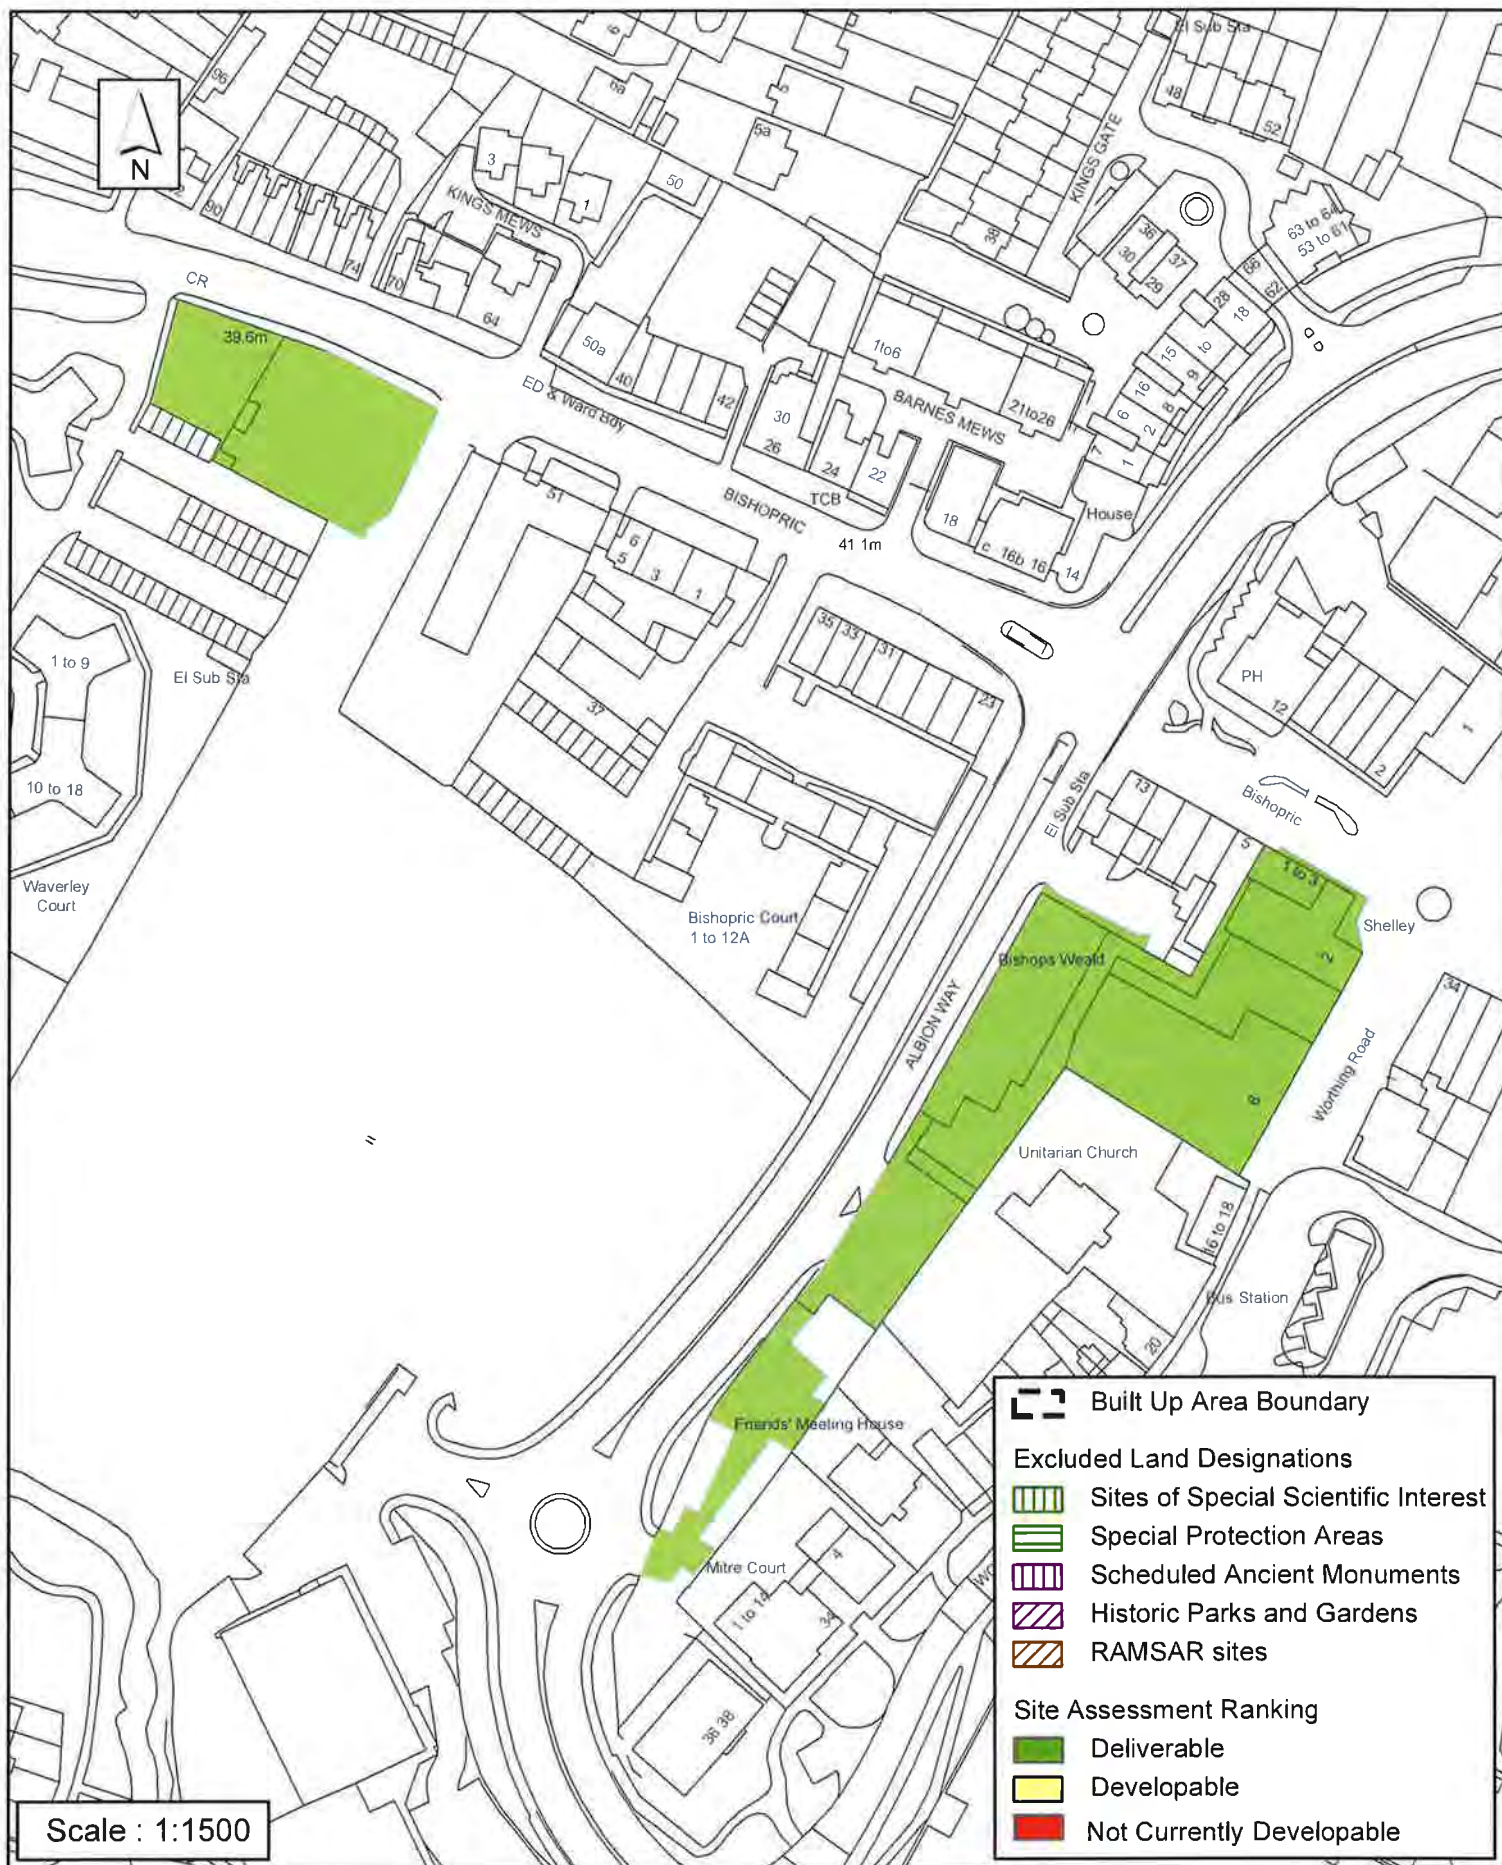 El Sub Sta
96
6a
5a
48
52
N
3
50
1
KINGS MEWS
KINGS GATE
90
74
70
64
38
36
30
37
29
63 to 64
53 to 61
66
62
CR
39.6m
50a
40
42
ED & Ward Bdy
1to6
BARNES MEWS
21to26
28
18
to
15
9
16
8
6
2
7
1
30
26
24
22
TCB
BISHOPRIC
41 1m
18
c
16b
16
14
House
51
6
5
3
1
35
33
31
23
37
PH
12
2
1
1 to 9
El Sub Sta
10 to 18
Waverley
Court
El Sub Sta
Bishopric
13
5
1 to 3
Shelley
2
Bishopric Court
1 to 12A
Bishops Weald
ALBION WAY
34
Worthing Road
8
Unitarian Church
16 to 18
Bus Station
20
Friends' Meeting House
Mitre Court
4
1 to 14
34
36 38
WO
Built Up Area Boundary
Excluded Land Designations
Sites of Special Scientific Interest
Special Protection Areas
Scheduled Ancient Monuments
Historic Parks and Gardens
RAMSAR sites
Site Assessment Ranking
Deliverable
Developable
Not Currently Developable
Scale : 1:1500